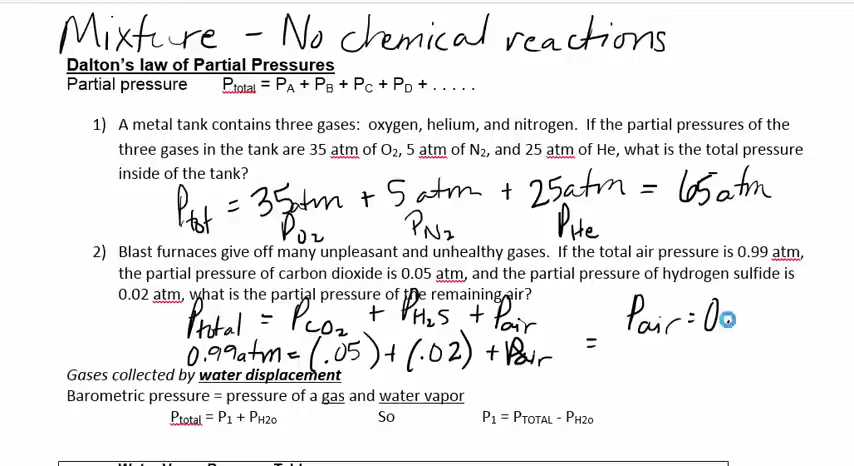 Mixture - No chemical reactions
Dalton's law of Partial Pressures
Partial pressure Ptotal = PA + PB + PC + PD + . . . . .
1) A metal tank contains three gases: oxygen, helium, and nitrogen. If the partial pressures of the
three gases in the tank are 35 atm of O₂, 5 atm of N₂, and 25 atm of He, what is the total pressure
inside of the tank?
Ptot = 35atm + 5 atm + 25atm = 65atm
PO₂ PN₂ PHe
2) Blast furnaces give off many unpleasant and unhealthy gases. If the total air pressure is 0.99 atm,
the partial pressure of carbon dioxide is 0.05 atm, and the partial pressure of hydrogen sulfide is
0.02 atm, what is the partial pressure of the remaining air?
Ptotal = PCO₂ + PH₂S + Pair = Pair = 0.
0.99atm = (.05) + (.02) + Pair
Gases collected by water displacement
Barometric pressure = pressure of a gas and water vapor
Ptotal = P1 + PH2O So P1 = PTOTAL - PH2O